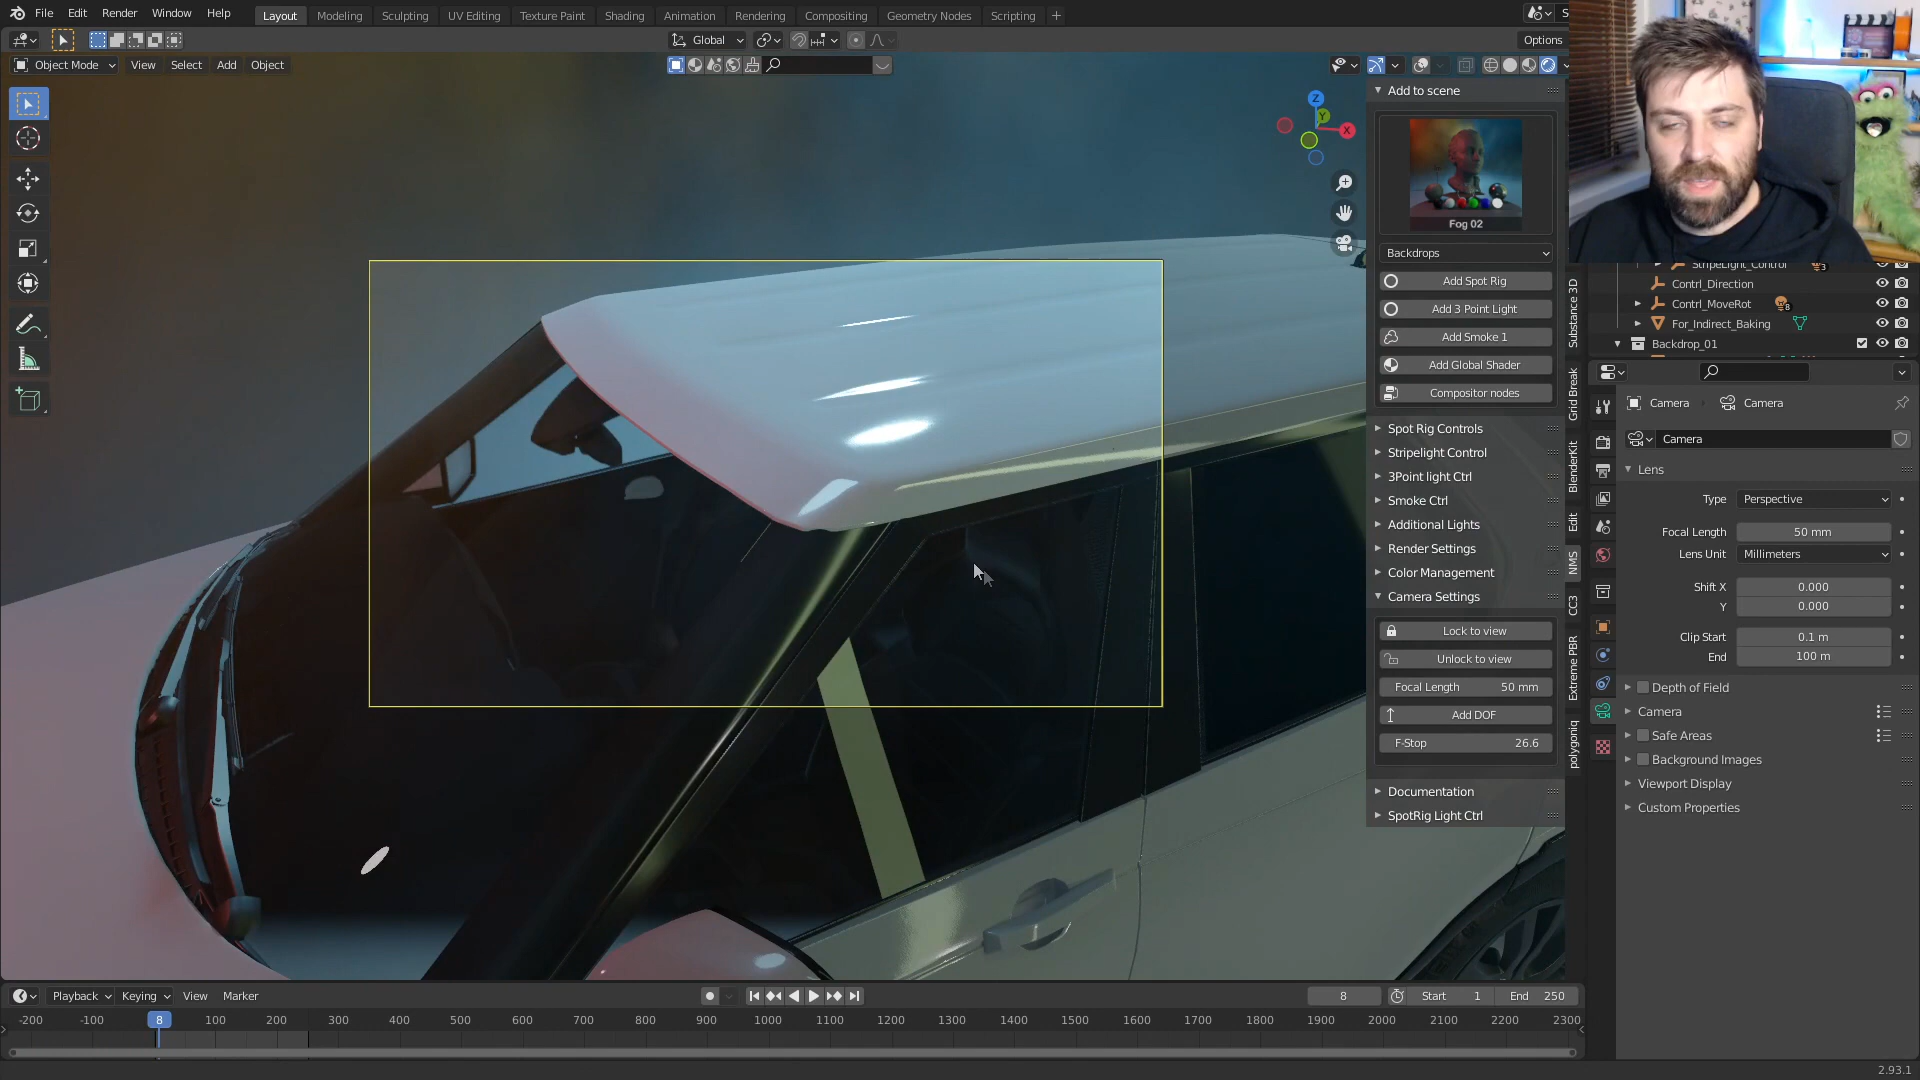 File Edit Render Window Help
Layout Modeling Sculpting UV Editing Texture Paint Shading Animation Rendering Compositing Geometry Nodes Scripting
Global
Options
Object Mode View Select Add Object
Add to scene
Z
Y
X
Fog 02
Backdrops
Add Spot Rig
Add 3 Point Light
Add Smoke 1
Add Global Shader
Compositor nodes
Spot Rig Controls
Stripelight Control
3Point light Ctrl
Smoke Ctrl
Additional Lights
Render Settings
Color Management
Camera Settings
Lock to view
Unlock to view
Focal Length 50 mm
Add DOF
F-Stop 26.6
Documentation
SpotRig Light Ctrl
Substance 3D
Grid Break
BlenderKit
Edit
NMS
CC3
Extreme PBR
polygoniq
StripeLight_Control 3
Contrl_Direction
Contrl_MoveRot 8
For_Indirect_Baking
Backdrop_01
Camera Camera
Camera
Lens
Type Perspective
Focal Length 50 mm
Lens Unit Millimeters
Shift X 0.000
Y 0.000
Clip Start 0.1 m
End 100 m
Depth of Field
Camera
Safe Areas
Background Images
Viewport Display
Custom Properties
Playback Keying View Marker
8 Start 1 End 250
-200 -100 8 100 200 300 400 500 600 700 800 900 1000 1100 1200 1300 1400 1500 1600 1700 1800 1900 2000 2100 2200 2300
2.93.1